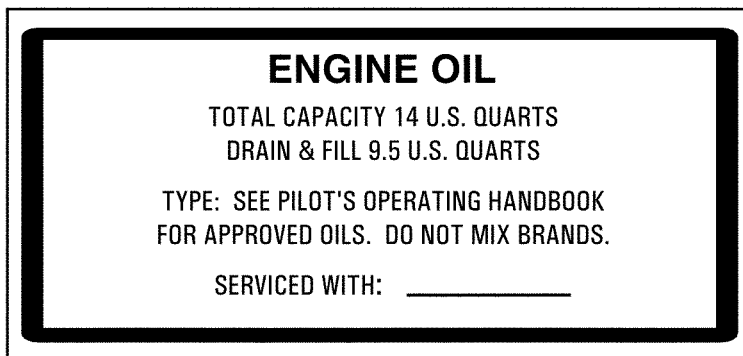 ENGINE OIL
TOTAL CAPACITY 14 U.S. QUARTS
DRAIN & FILL 9.5 U.S. QUARTS
TYPE: SEE PILOT'S OPERATING HANDBOOK
FOR APPROVED OILS. DO NOT MIX BRANDS.
SERVICED WITH: ____________